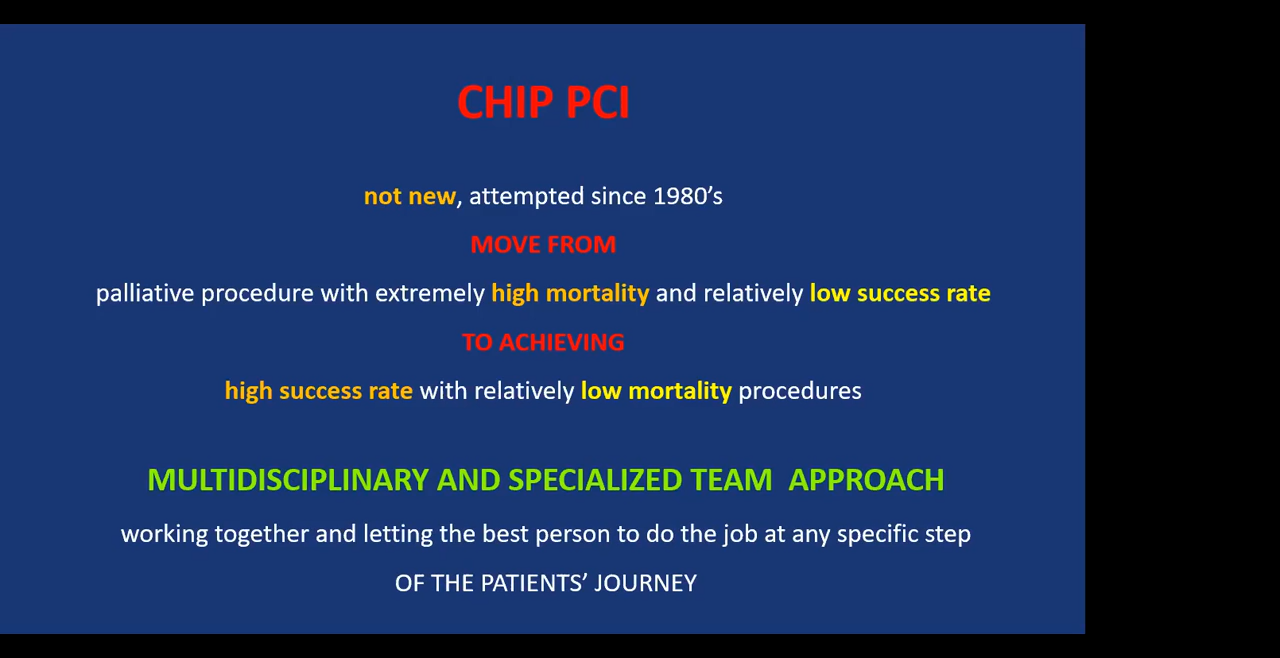 CHIP PCI
not new, attempted since 1980’s
MOVE FROM
palliative procedure with extremely high mortality and relatively low success rate
TO ACHIEVING
high success rate with relatively low mortality procedures
MULTIDISCIPLINARY AND SPECIALIZED TEAM  APPROACH
working together and letting the best person to do the job at any specific step
OF THE PATIENTS’ JOURNEY